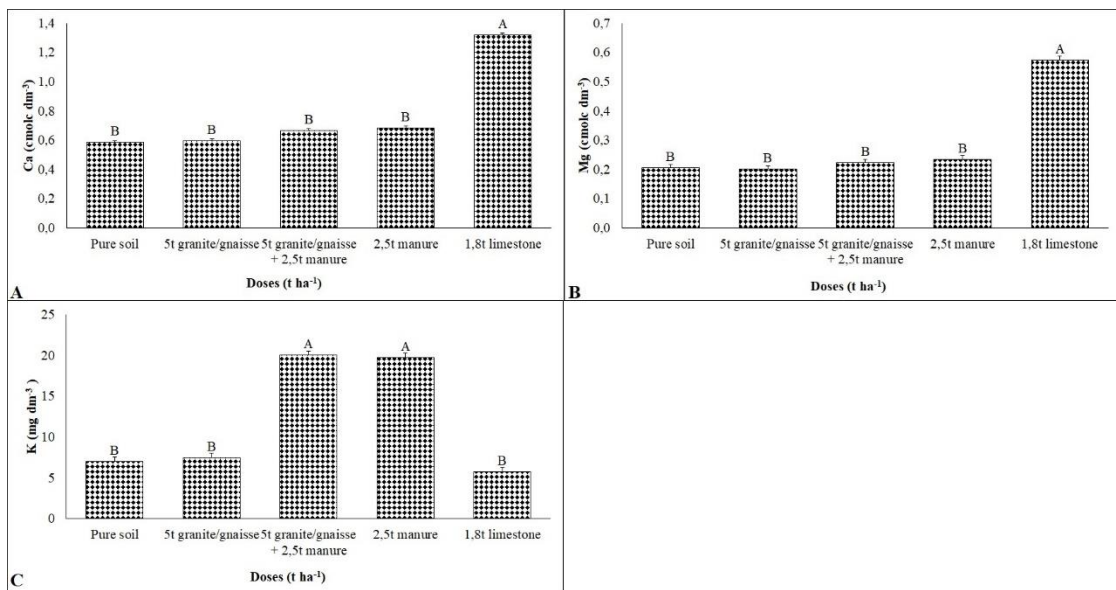 1,4
1,2
1,0
0,8
0,6
0,4
0,2
0,0
Ca (cmolc dm-3)
B
B
B
B
A
Pure soil
5t granite/gnaisse
5t granite/gnaisse
+ 2,5t manure
2,5t manure
1,8t limestone
Doses (t ha-1)
A
0,7
0,6
0,5
0,4
0,3
0,2
0,1
0,0
Mg (cmolc dm-3)
B
B
B
B
A
Pure soil
5t granite/gnaisse
5t granite/gnaisse
+ 2,5t manure
2,5t manure
1,8t limestone
Doses (t ha-1)
B
25
20
15
10
5
0
K (mg dm-3 )
B
B
A
A
B
Pure soil
5t granite/gnaisse
5t granite/gnaisse
+ 2,5t manure
2,5t manure
1,8t limestone
Doses (t ha-1)
C